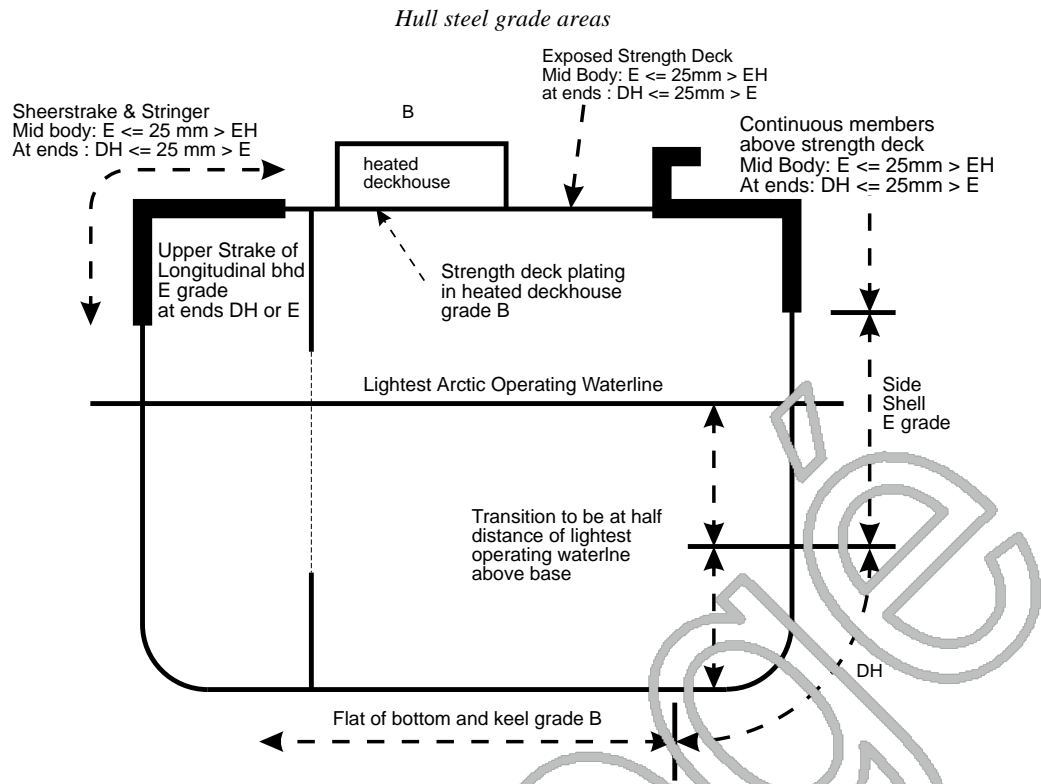 Hull steel grade areas
Exposed Strength Deck
Mid Body: E <= 25mm > EH
at ends : DH <= 25mm > E
Sheerstrake & Stringer
Mid body: E <= 25 mm > EH
At ends : DH <= 25 mm > E
B
Continuous members
above strength deck
Mid Body: E <= 25mm > EH
At ends: DH <= 25mm > E
heated
deckhouse
Upper Strake of
Longitudinal bhd
E grade
at ends DH or E
Strength deck plating
in heated deckhouse
grade B
Lightest Arctic Operating Waterline
Side
Shell
E grade
Transition to be at half
distance of lightest
operating waterlne
above base
DH
Flat of bottom and keel grade B